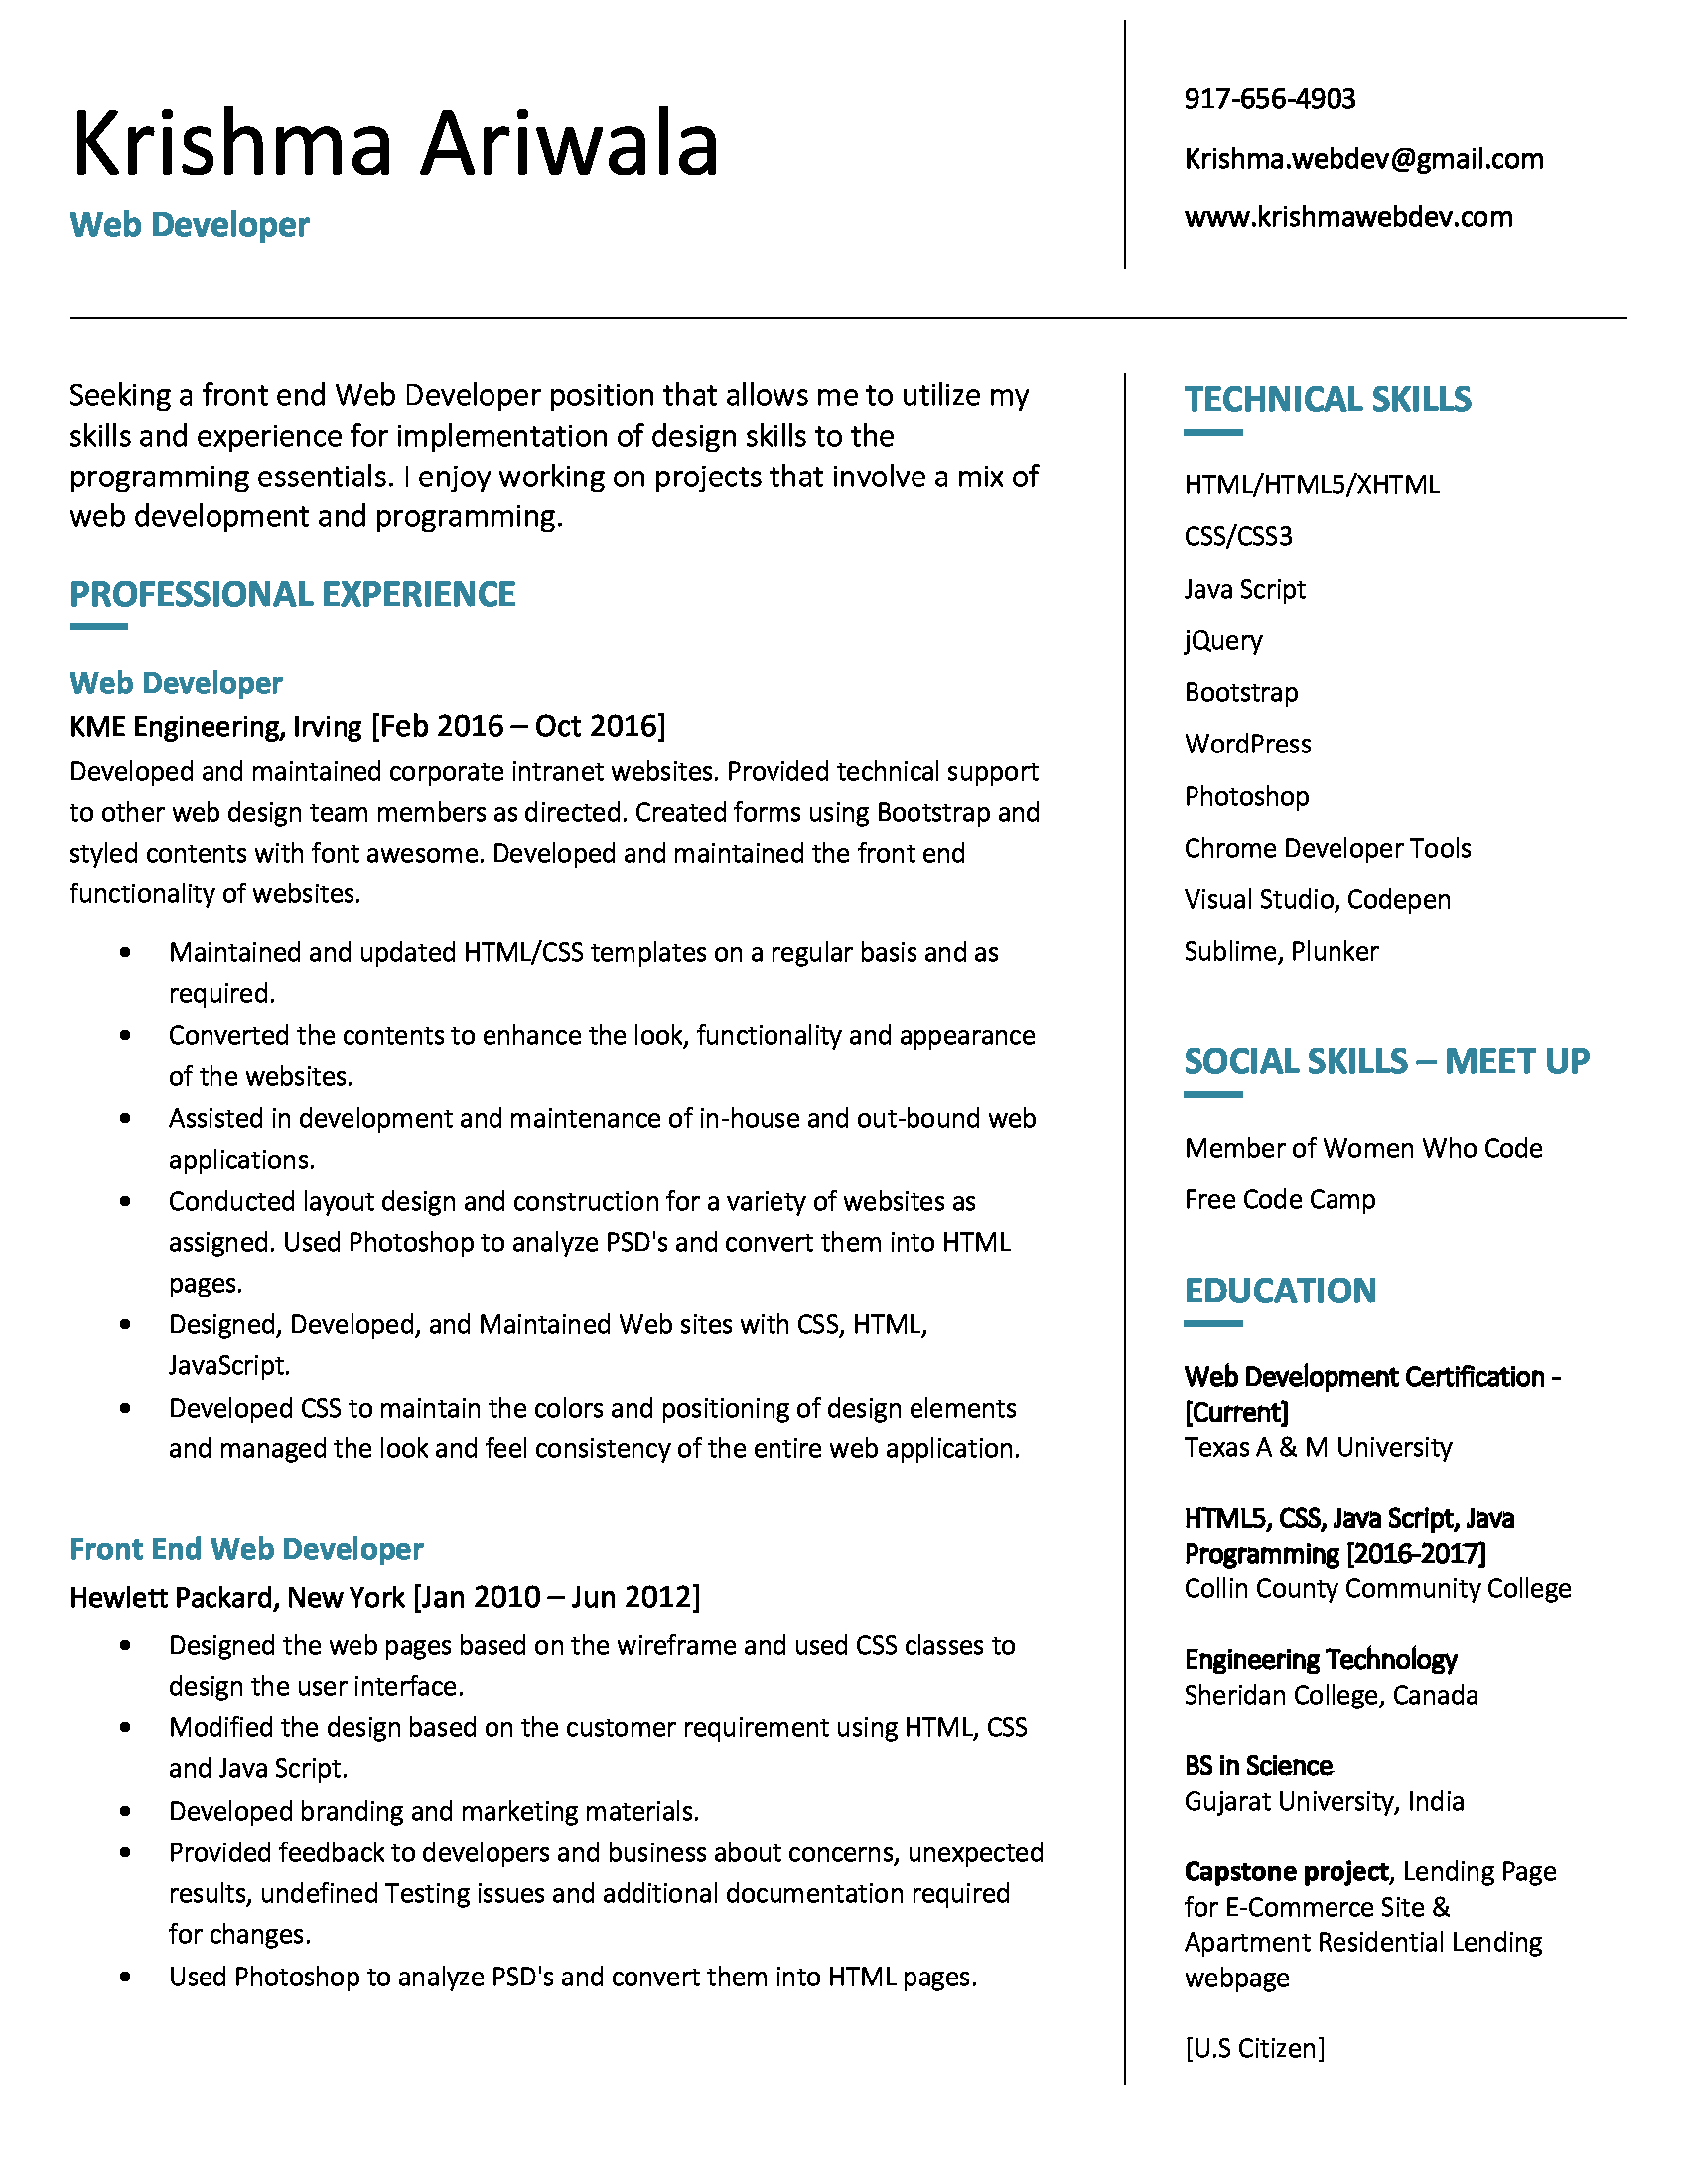 Krishma Ariwala
Web Developer
917-656-4903
Krishma.webdev@gmail.com
www.krishmawebdev.com
Seeking a front end Web Developer position that allows me to utilize my
skills and experience for implementation of design skills to the
programming essentials. I enjoy working on projects that involve a mix of
web development and programming.
PROFESSIONAL EXPERIENCE
Web Developer
KME Engineering, Irving [Feb 2016 – Oct 2016]
Developed and maintained corporate intranet websites. Provided technical support
to other web design team members as directed. Created forms using Bootstrap and
styled contents with font awesome. Developed and maintained the front end
functionality of websites.
• Maintained and updated HTML/CSS templates on a regular basis and as
required.
• Converted the contents to enhance the look, functionality and appearance
of the websites.
• Assisted in development and maintenance of in-house and out-bound web
applications.
• Conducted layout design and construction for a variety of websites as
assigned. Used Photoshop to analyze PSD's and convert them into HTML
pages.
• Designed, Developed, and Maintained Web sites with CSS, HTML,
JavaScript.
• Developed CSS to maintain the colors and positioning of design elements
and managed the look and feel consistency of the entire web application.
Front End Web Developer
Hewlett Packard, New York [Jan 2010 – Jun 2012]
• Designed the web pages based on the wireframe and used CSS classes to
design the user interface.
• Modified the design based on the customer requirement using HTML, CSS
and Java Script.
• Developed branding and marketing materials.
• Provided feedback to developers and business about concerns, unexpected
results, undefined Testing issues and additional documentation required
for changes.
• Used Photoshop to analyze PSD's and convert them into HTML pages.
TECHNICAL SKILLS
HTML/HTML5/XHTML
CSS/CSS3
Java Script
jQuery
Bootstrap
WordPress
Photoshop
Chrome Developer Tools
Visual Studio, Codepen
Sublime, Plunker
SOCIAL SKILLS – MEET UP
Member of Women Who Code
Free Code Camp
EDUCATION
Web Development Certification -
[Current]
Texas A & M University
HTML5, CSS, Java Script, Java
Programming [2016-2017]
Collin County Community College
Engineering Technology
Sheridan College, Canada
BS in Science
Gujarat University, India
Capstone project, Lending Page
for E-Commerce Site &
Apartment Residential Lending
webpage
[U.S Citizen]